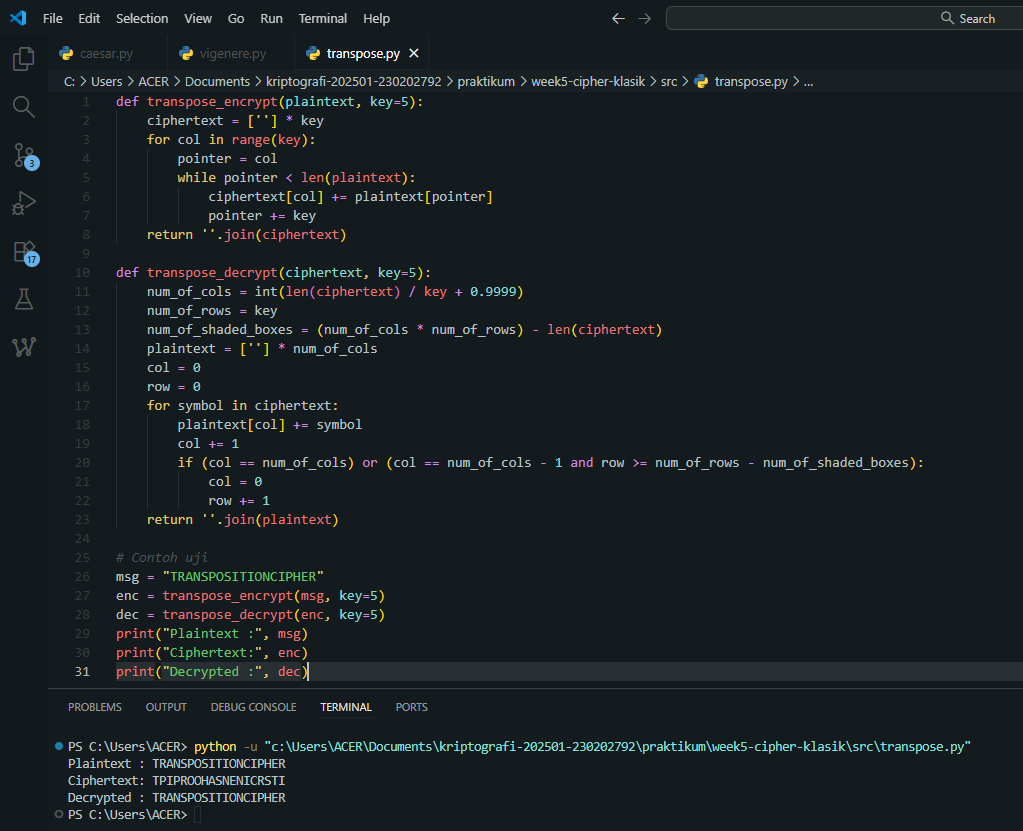 File Edit Selection View Go Run Terminal Help Search
caesar.py vigenere.py transpose.py
C: > Users > ACER > Documents > kriptografi-202501-230202792 > praktikum > week5-cipher-klasik > src > transpose.py > ...
1 def transpose_encrypt(plaintext, key=5):
2     ciphertext = [''] * key
3     for col in range(key):
4         pointer = col
5         while pointer < len(plaintext):
6             ciphertext[col] += plaintext[pointer]
7             pointer += key
8     return ''.join(ciphertext)
9
10 def transpose_decrypt(ciphertext, key=5):
11     num_of_cols = int(len(ciphertext) / key + 0.9999)
12     num_of_rows = key
13     num_of_shaded_boxes = (num_of_cols * num_of_rows) - len(ciphertext)
14     plaintext = [''] * num_of_cols
15     col = 0
16     row = 0
17     for symbol in ciphertext:
18         plaintext[col] += symbol
19         col += 1
20         if (col == num_of_cols) or (col == num_of_cols - 1 and row >= num_of_rows - num_of_shaded_boxes):
21             col = 0
22             row += 1
23     return ''.join(plaintext)
24
25 # Contoh uji
26 msg = "TRANSPOSITIONCIPHER"
27 enc = transpose_encrypt(msg, key=5)
28 dec = transpose_decrypt(enc, key=5)
29 print("Plaintext :", msg)
30 print("Ciphertext:", enc)
31 print("Decrypted :", dec)
3
17
PROBLEMS OUTPUT DEBUG CONSOLE TERMINAL PORTS
PS C:\Users\ACER> python -u "c:\Users\ACER\Documents\kriptografi-202501-230202792\praktikum\week5-cipher-klasik\src\transpose.py"
Plaintext : TRANSPOSITIONCIPHER
Ciphertext: TPIPROOHASNENICRSTI
Decrypted : TRANSPOSITIONCIPHER
PS C:\Users\ACER>